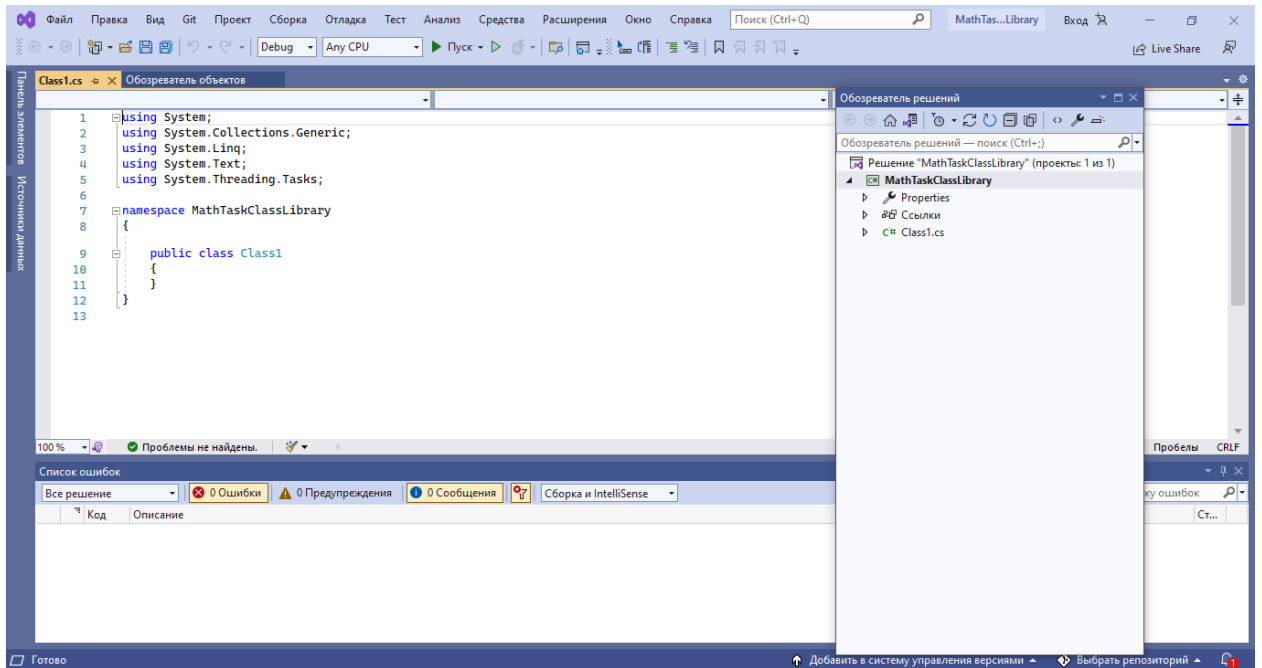 Файл Правка Вид Git Проект Сборка Отладка Тест Анализ Средства Расширения Окно Справка Поиск (Ctrl+Q) MathTas...Library Вход
Debug Any CPU Пуск Live Share
Панель элементов
Источники данных
Class1.cs Обозреватель объектов
1 using System;
2 using System.Collections.Generic;
3 using System.Linq;
4 using System.Text;
5 using System.Threading.Tasks;
6
7 namespace MathTaskClassLibrary
8 {
9 public class Class1
10 {
11 }
12 }
13
100 % Проблемы не найдены. Пробелы CRLF
Обозреватель решений
Обозреватель решений — поиск (Ctrl+;)
Решение "MathTaskClassLibrary" (проекты: 1 из 1)
C# MathTaskClassLibrary
Properties
Ссылки
C# Class1.cs
Список ошибок
Все решение 0 Ошибки 0 Предупреждения 0 Сообщения Сборка и IntelliSense ку ошибок
Код Описание Ст...
Готово Добавить в систему управления версиями Выбрать репозиторий 1